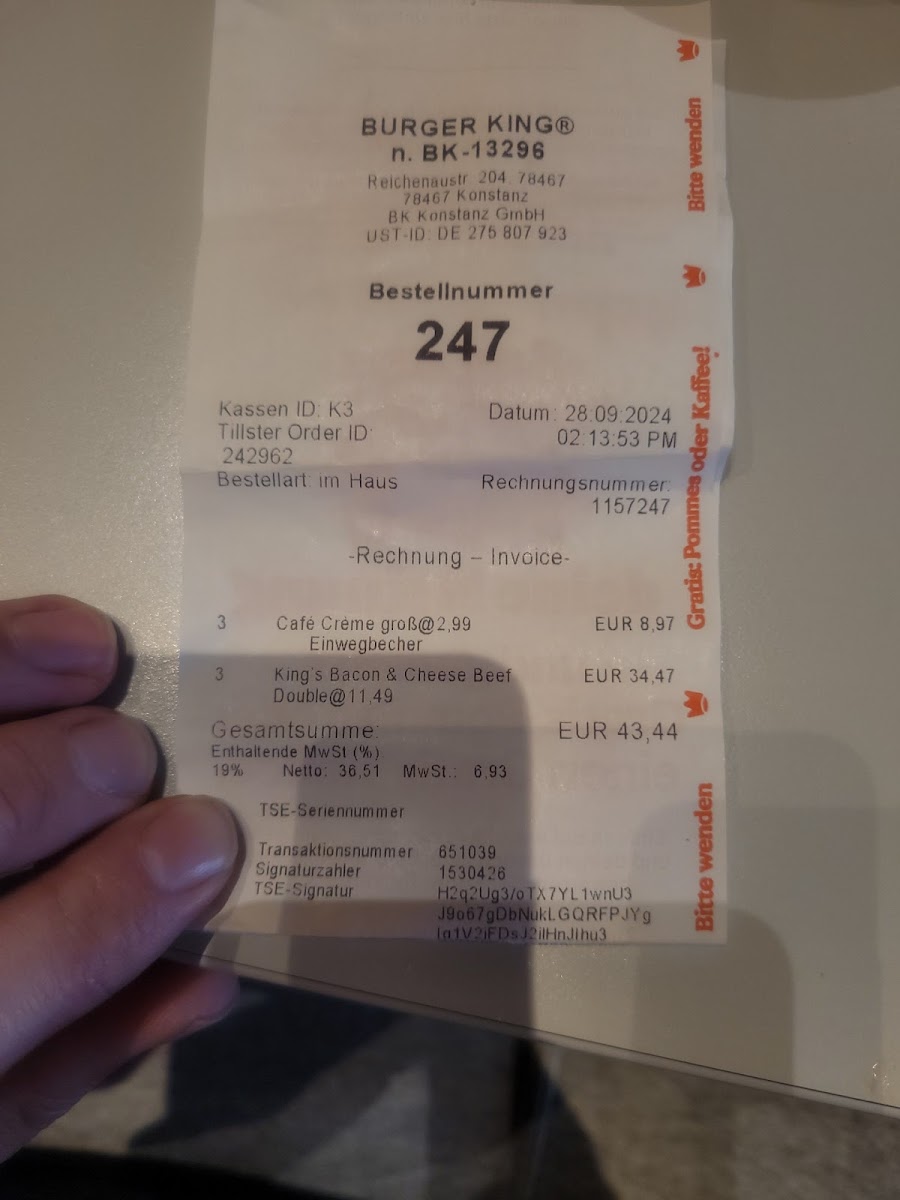 BURGER KING®
n. BK-13296
Reichenaustr. 204, 78467
78467 Konstanz
BK Konstanz GmbH
UST-ID: DE 275 807 923
Bestellnummer
247
Kassen ID: K3
Datum: 28.09.2024
Tillster Order ID:
02:13:53 PM
242962
Bestellart: im Haus
Rechnungsnummer:
1157247
-Rechnung – Invoice-
3 Café Crème groß@2,99 EUR 8,97
Einwegbecher
3 King's Bacon & Cheese Beef EUR 34,47
Double@11,49
Gesamtsumme: EUR 43,44
Enthaltende MwSt (%)
19% Netto: 36,51 MwSt.: 6,93
TSE-Seriennummer
Transaktionsnummer 651039
Signaturzahler 1530426
TSE-Signatur H2q2Ug3/oTX7YL1wnU3
J9o67gDbNukLGQRFPJYg
Bitte wenden
Gratis: Pommes oder Kaffee!
Bitte wenden